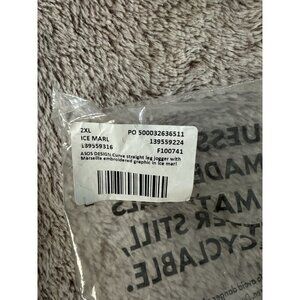 2XL PO 500032636511
ICE MARL 139559224
139559316 F100741
ASOS DESIGN Curve straight leg jogger with
Marseille embroidered graphic in ice marl
UESS
MADE
MAT
ER STILL,
CYCLABLE.